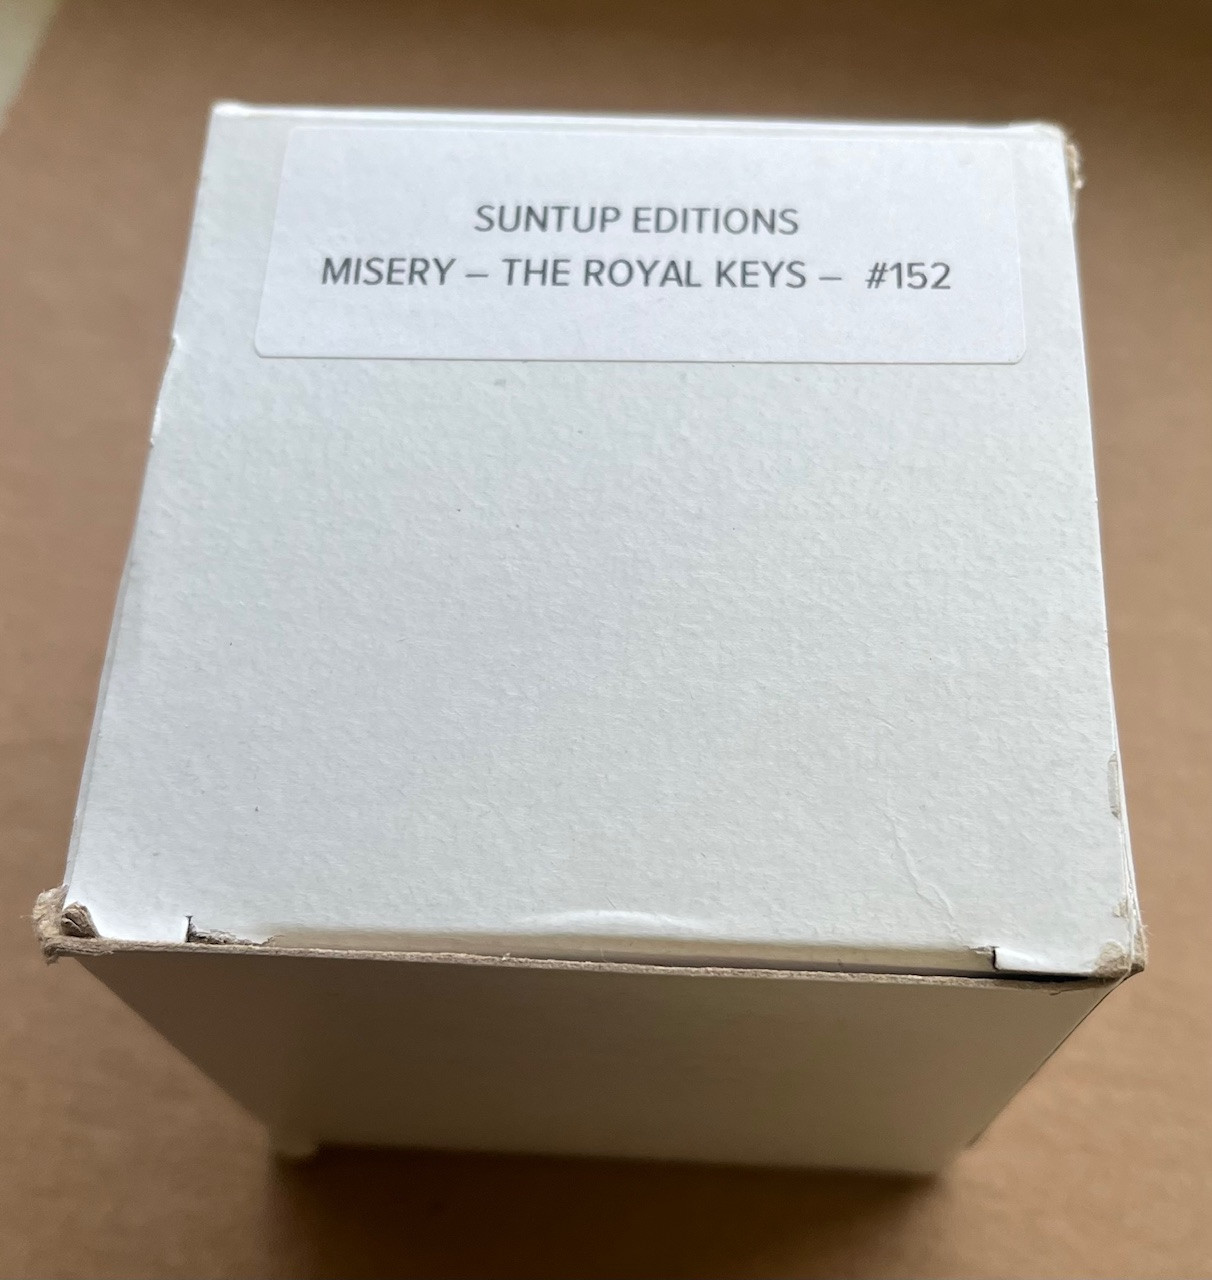 SUNTUP EDITIONS
MISERY – THE ROYAL KEYS – #152